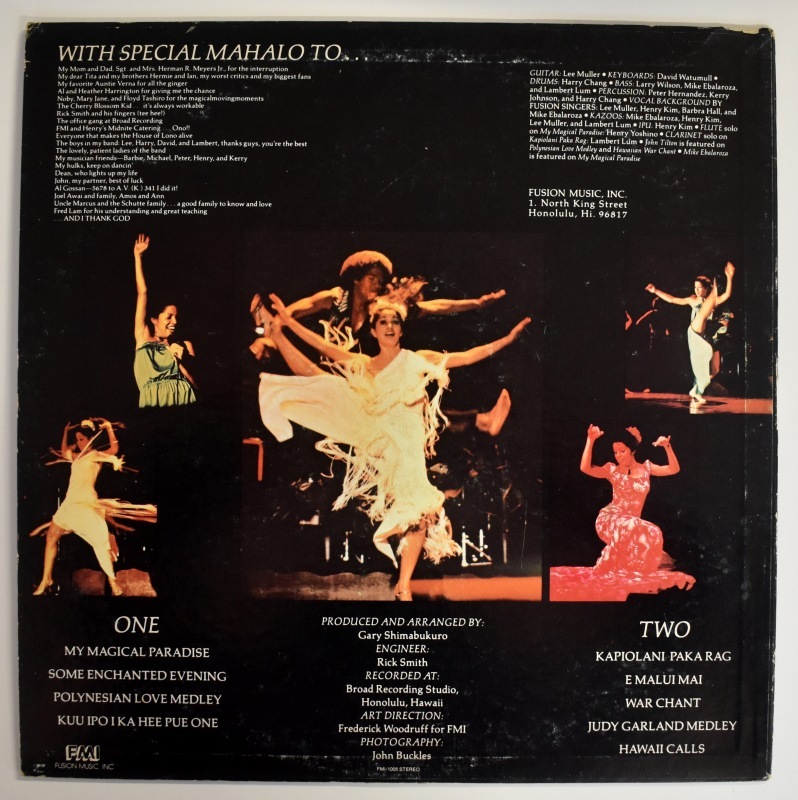 WITH SPECIAL MAHALO TO. . .
My Mom and Dad, Sgt. and Mrs. Herman R. Meyers Jr., for the interruption
My dear Tita and my brothers Hermie and Ian, my worst critics and my biggest fans
My favorite Auntie Verna for all the ginger
Al and Heather Harrington for giving me the chance
Noby, Mary Jane, and Floyd Tashiro for the magicalmovingmoments
The Cherry Blossom Kid . . . it's always workable
Rick Smith and his fingers (tee hee!)
The office gang at Broad Recording
FMI and Henry's Midnite Catering . . . Ono!!
Everyone that makes the House of Lono alive
The boys in my band: Lee, Harry, David, and Lambert, thanks guys, you're the best
The lovely, patient ladies of the band
My musician friends—Barbie, Michael, Peter, Henry, and Kerry
My hulks, keep on dancin'
Dean, who lights up my life
John, my partner, best of luck
Al Gossan—5678 to A.V. (K.) 341 I did it!
Joel Awai and family, Amos and Ann
Uncle Marcus and the Schutte family . . . a good family to know and love
Fred Lam for his understanding and great teaching
. . . AND I THANK GOD
GUITAR: Lee Muller • KEYBOARDS: David Watumull •
DRUMS: Harry Chang • BASS: Larry Wilson, Mike Ebalaroza,
and Lambert Lum • PERCUSSION: Peter Hernandez, Kerry
Johnson, and Harry Chang • VOCAL BACKGROUND BY
FUSION SINGERS: Lee Muller, Henry Kim, Barbra Hall, and
Mike Ebalaroza • KAZOOS: Mike Ebalaroza, Henry Kim,
Lee Muller, and Lambert Lum • IPU: Henry Kim • FLUTE solo
on My Magical Paradise: Henry Yoshino • CLARINET solo on
Kapiolani Paka Rag: Lambert Lum • John Tilton is featured on
Polynesian Love Medley and Hawaiian War Chant • Mike Ebalaroza
is featured on My Magical Paradise
FUSION MUSIC, INC.
1. North King Street
Honolulu, Hi. 96817
ONE
MY MAGICAL PARADISE
SOME ENCHANTED EVENING
POLYNESIAN LOVE MEDLEY
KUU IPO I KA HEE PUE ONE
PRODUCED AND ARRANGED BY:
Gary Shimabukuro
ENGINEER:
Rick Smith
RECORDED AT:
Broad Recording Studio,
Honolulu, Hawaii
ART DIRECTION:
Frederick Woodruff for FMI
PHOTOGRAPHY:
John Buckles
FMI-1005 STEREO
TWO
KAPIOLANI PAKA RAG
E MALUI MAI
WAR CHANT
JUDY GARLAND MEDLEY
HAWAII CALLS
FMI
FUSION MUSIC INC